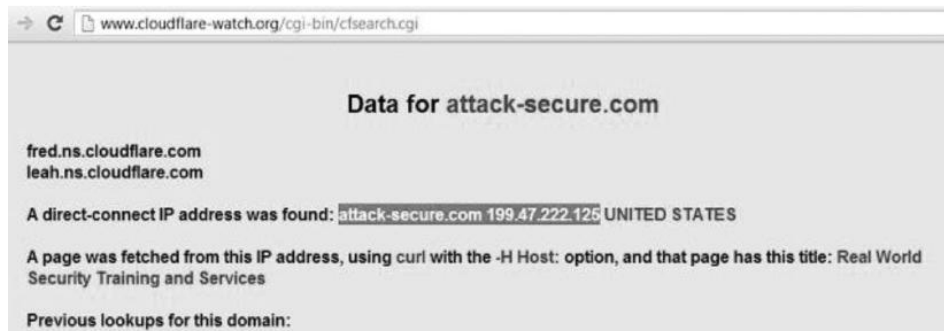 www.cloudflare-watch.org/cgi-bin/cfsearch.cgi
Data for attack-secure.com
fred.ns.cloudflare.com
leah.ns.cloudflare.com
A direct-connect IP address was found: attack-secure.com 199.47.222.125 UNITED STATES
A page was fetched from this IP address, using curl with the -H Host: option, and that page has this title: Real World
Security Training and Services
Previous lookups for this domain: